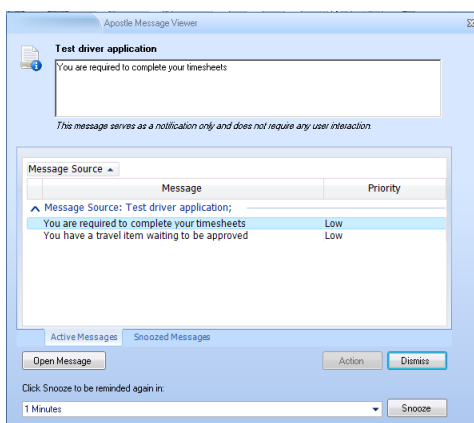 Apostle Message Viewer
Test driver application
You are required to complete your timesheets
This message serves as a notification only and does not require any user interaction.
Message Source
Message Priority
Message Source: Test driver application;
You are required to complete your timesheets Low
You have a travel item waiting to be approved Low
Active Messages Snoozed Messages
Open Message Action Dismiss
Click Snooze to be reminded again in:
1 Minutes Snooze